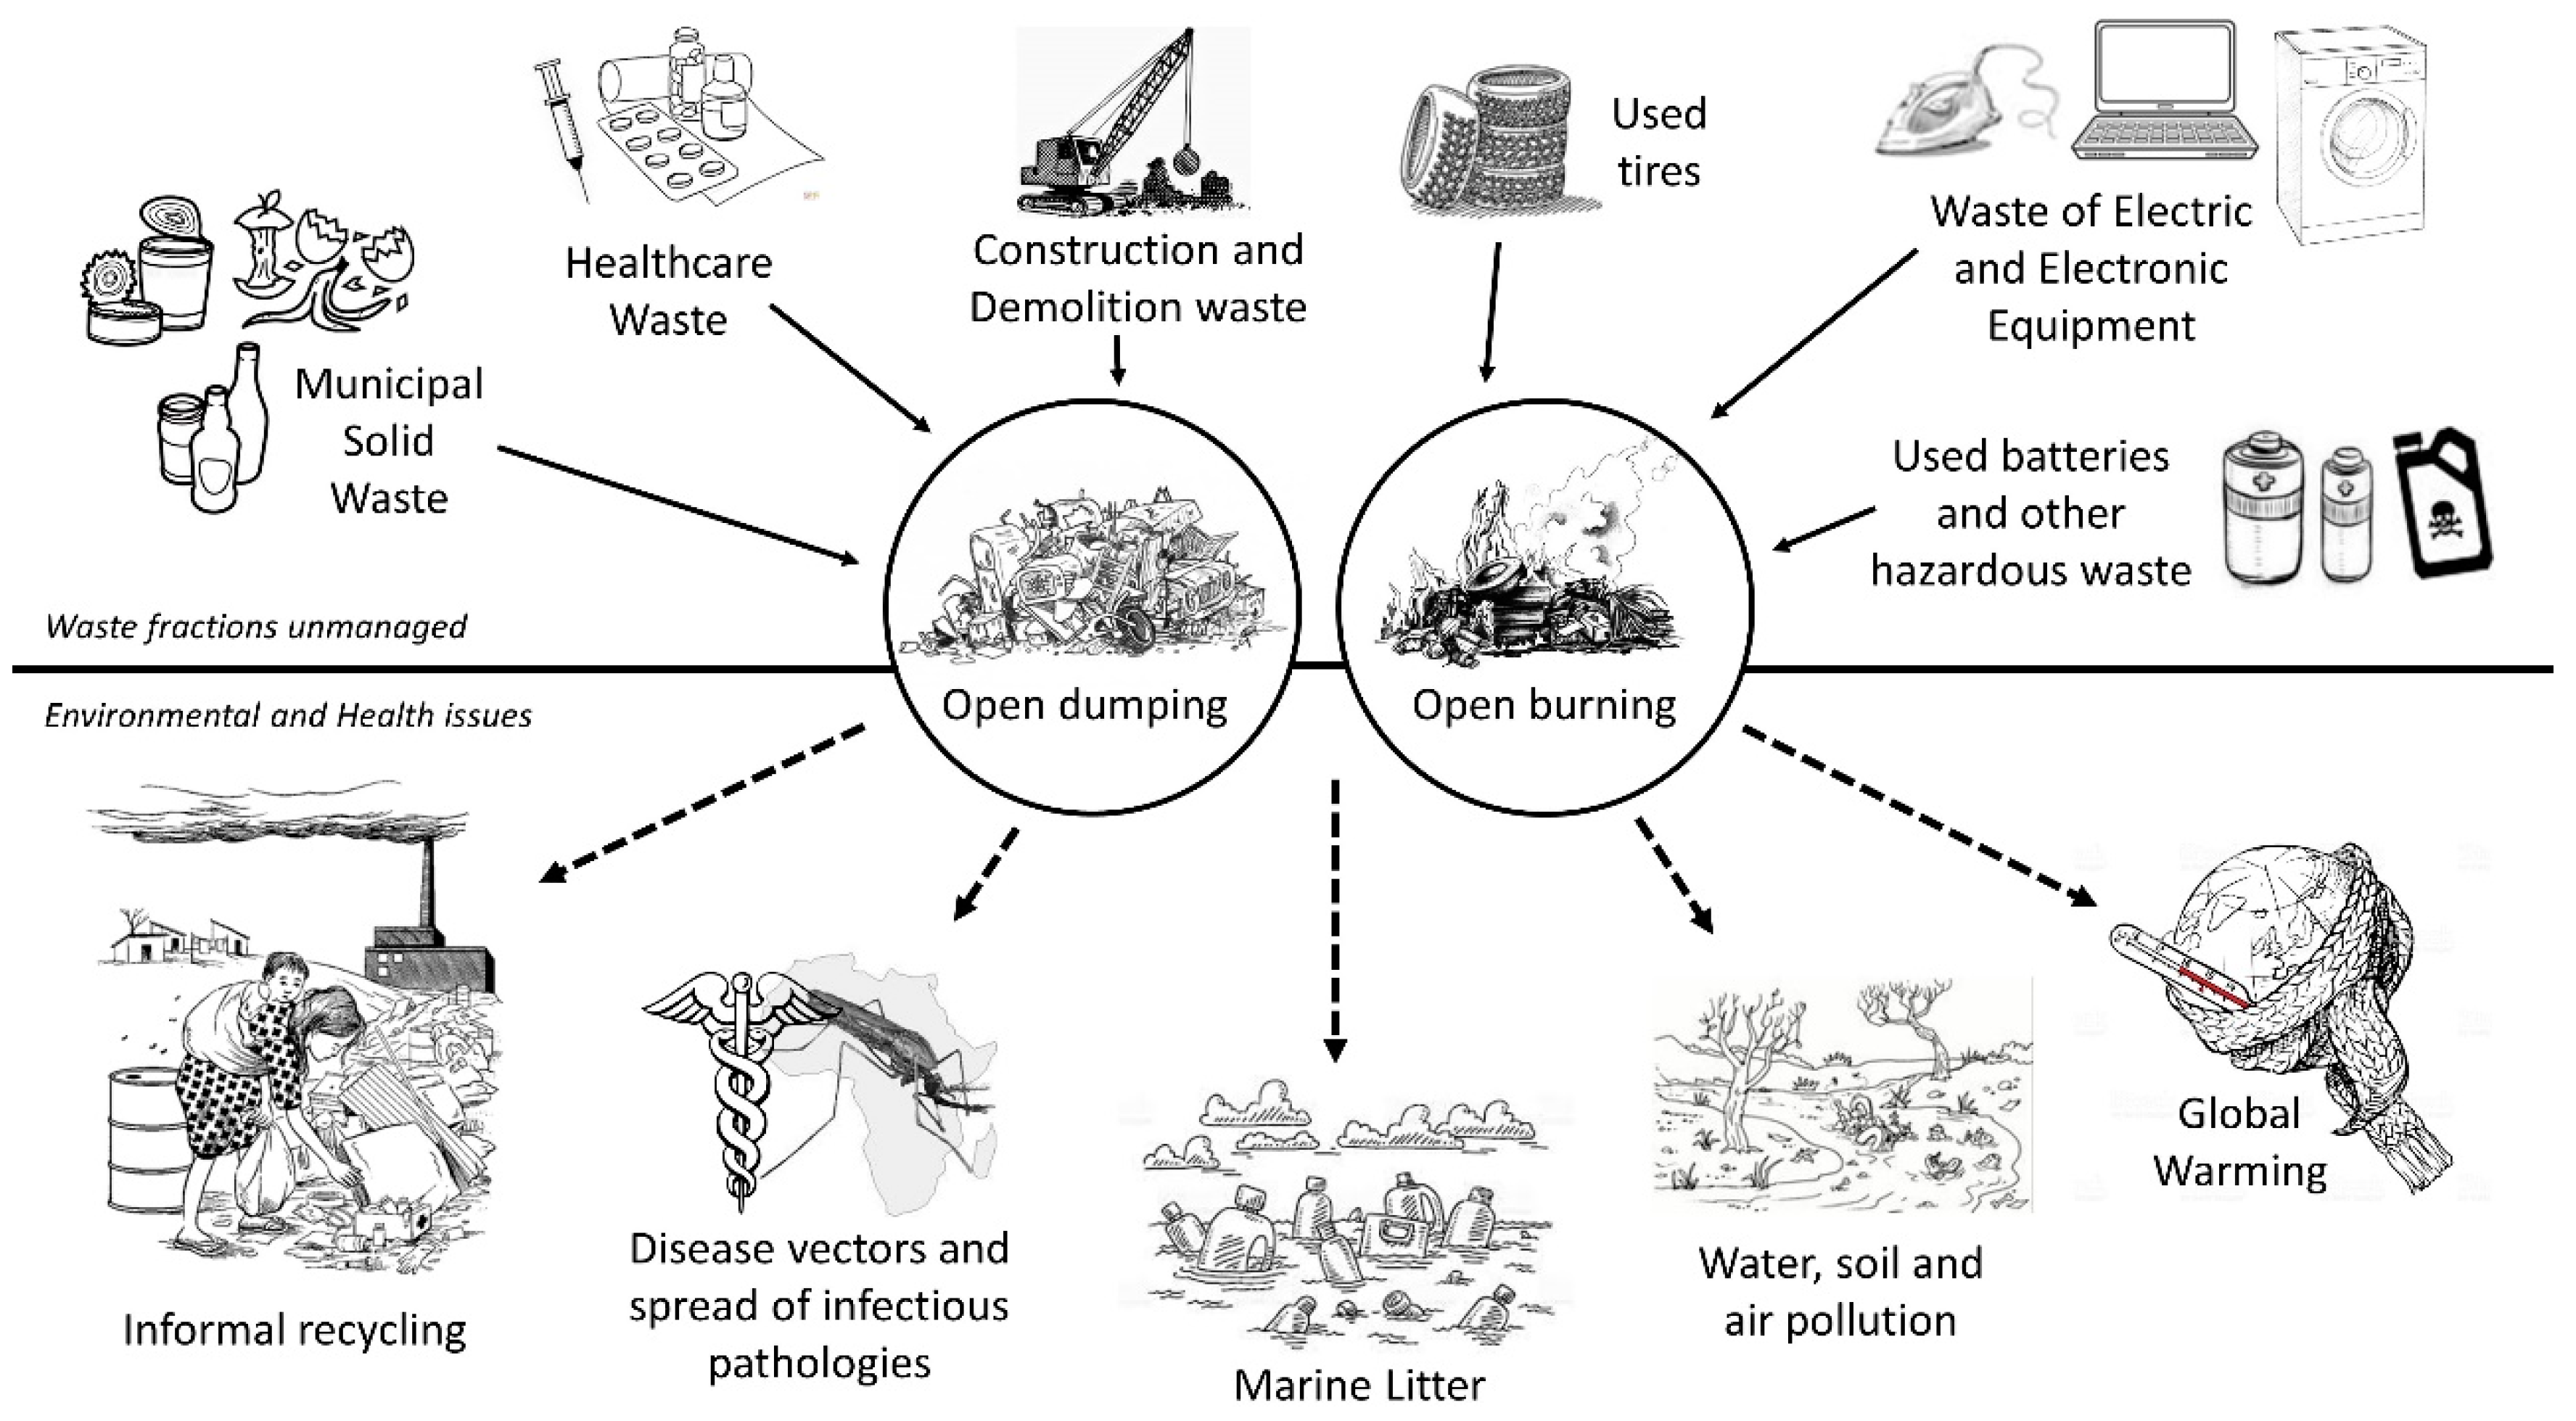 Used
tires
Waste of Electric
and Electronic
Equipment
Healthcare
Waste
Construction and
Demolition waste
Municipal
Solid
Waste
Used batteries
and other
hazardous waste
Waste fractions unmanaged
Open dumping
Open burning
Environmental and Health issues
Global
Warming
Disease vectors and
spread of infectious
pathologies
Water, soil and
air pollution
Informal recycling
Marine Litter